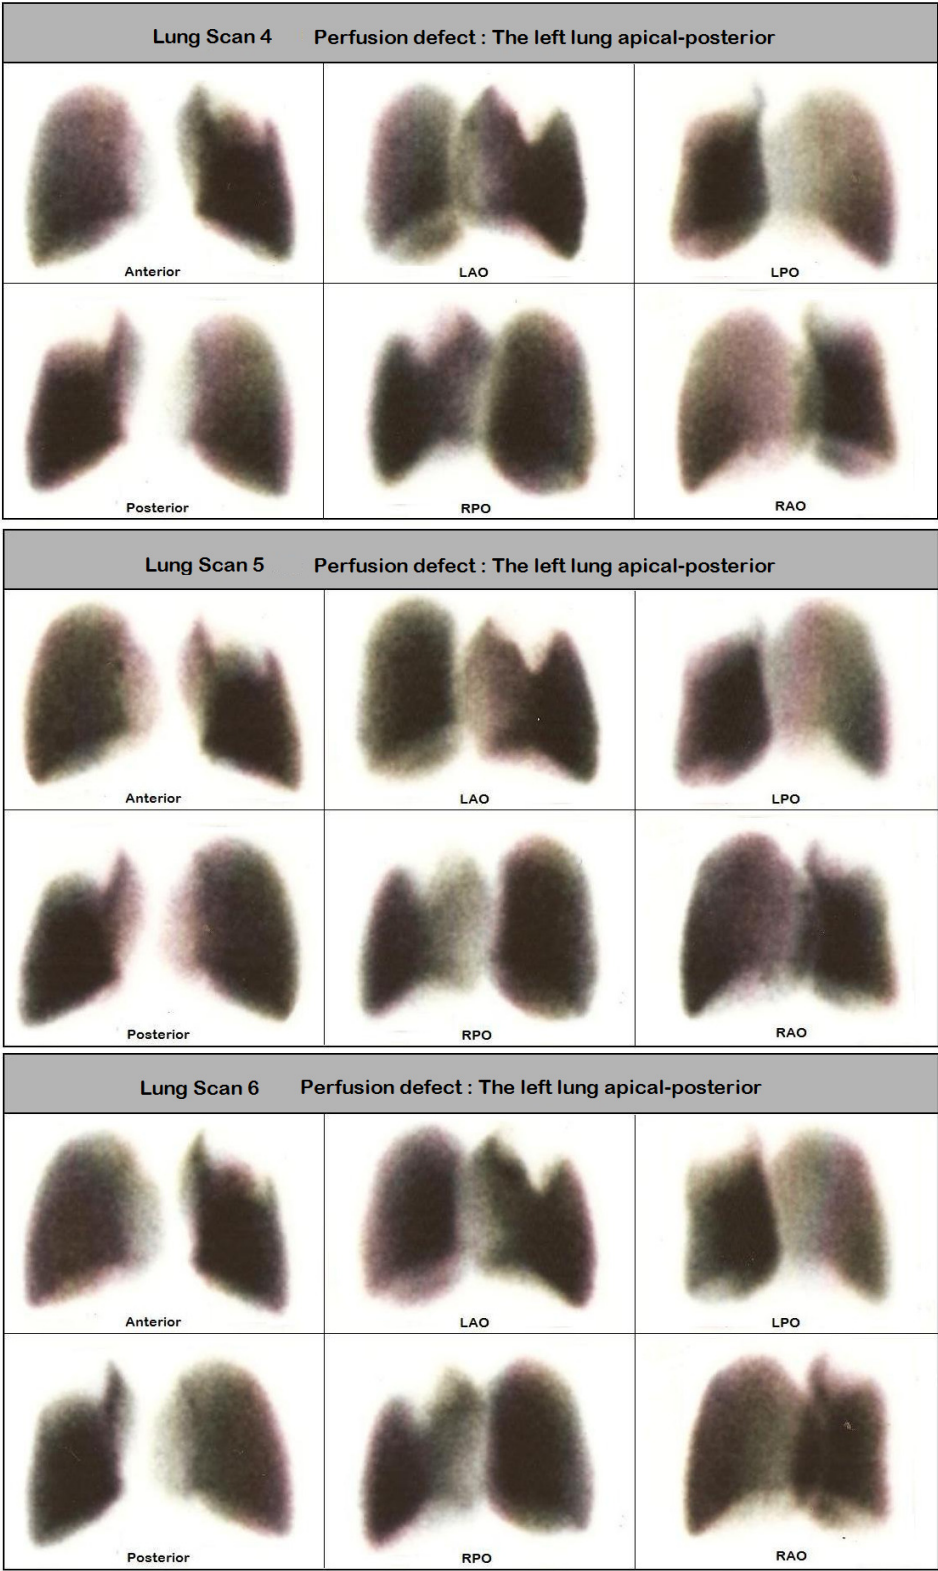 Lung Scan 4 Perfusion defect : The left lung apical-posterior
Anterior LAO LPO
Posterior RPO RAO
Lung Scan 5 Perfusion defect : The left lung apical-posterior
Anterior LAO LPO
Posterior RPO RAO
Lung Scan 6 Perfusion defect : The left lung apical-posterior
Anterior LAO LPO
Posterior RPO RAO